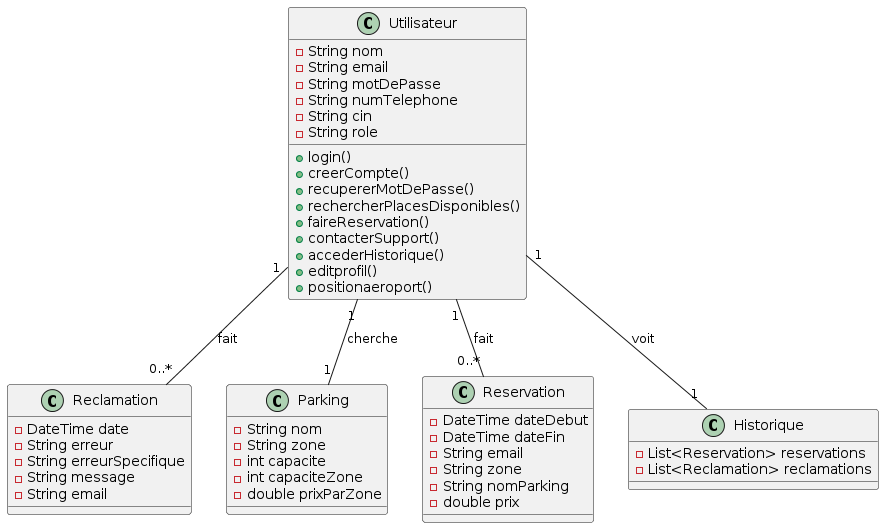 C Utilisateur
String nom
String email
String motDePasse
String numTelephone
String cin
String role
login()
creerCompte()
recupererMotDePasse()
rechercherPlacesDisponibles()
faireReservation()
contacterSupport()
accederHistorique()
editprofil()
positionaeroport()
1
1
1
1
fait
cherche
fait
voit
0..*
1
0..*
1
C Reclamation
DateTime date
String erreur
String erreurSpecifique
String message
String email
C Parking
String nom
String zone
int capacite
int capaciteZone
double prixParZone
C Reservation
DateTime dateDebut
DateTime dateFin
String email
String zone
String nomParking
double prix
C Historique
List<Reservation> reservations
List<Reclamation> reclamations